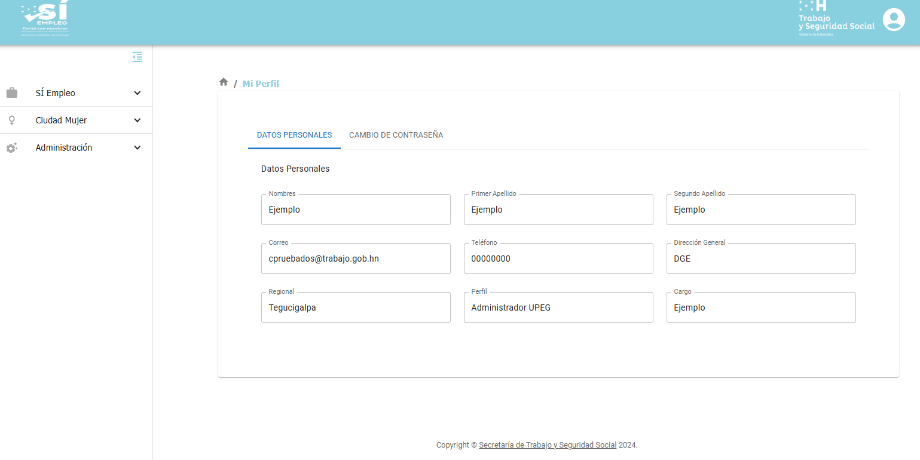 SÍ
EMPLEO
H
Trabajo
y Seguridad Social
SÍ Empleo
Ciudad Mujer
Administración
/ Mi Perfil
DATOS PERSONALES CAMBIO DE CONTRASEÑA
Datos Personales
Nombres Primer Apellido Segundo Apellido
Ejemplo Ejemplo Ejemplo
Correo Teléfono Dirección General
cpruebados@trabajo.gob.hn 00000000 DGE
Regional Perfil Cargo
Tegucigalpa Administrador UPEG Ejemplo
Copyright © Secretaría de Trabajo y Seguridad Social 2024.